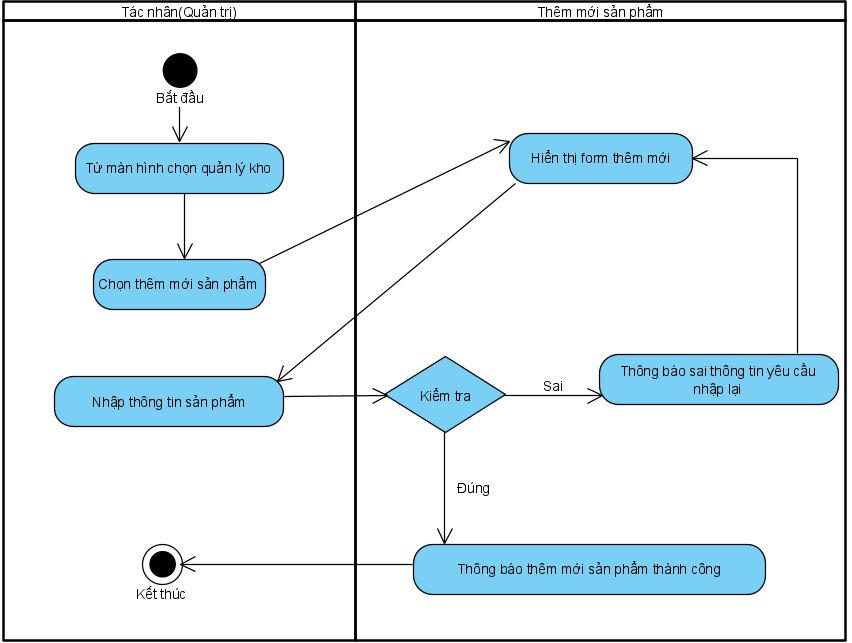 Tác nhân(Quản trị)
Thêm mới sản phẩm
Bắt đầu
Từ màn hình chọn quản lý kho
Hiển thị form thêm mới
Chọn thêm mới sản phẩm
Nhập thông tin sản phẩm
Kiểm tra
Sai
Thông báo sai thông tin yêu cầu
nhập lại
Đúng
Thông báo thêm mới sản phẩm thành công
Kết thúc